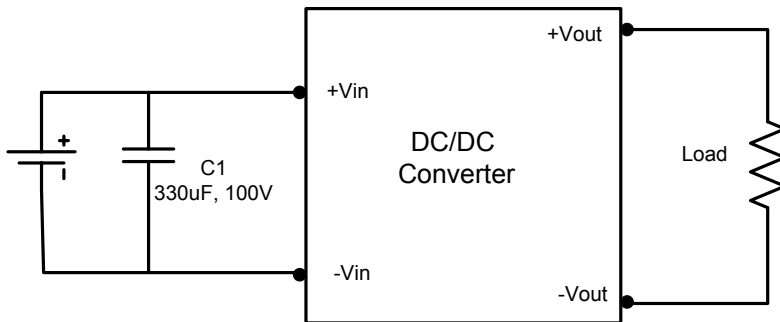 +Vout
+Vin
+
DC/DC
Converter
C1
330uF, 100V
Load
-
-Vin
-Vout